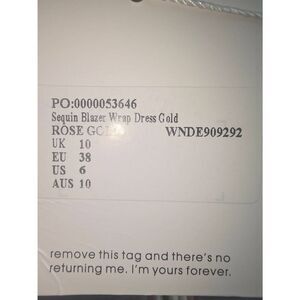 PO:0000053646
Sequin Blazer Wrap Dress Gold
ROSE WNDE909292
UK 10
EU 38
US 6
AUS 10
remove this tag and there's no
returning me. I'm yours forever.